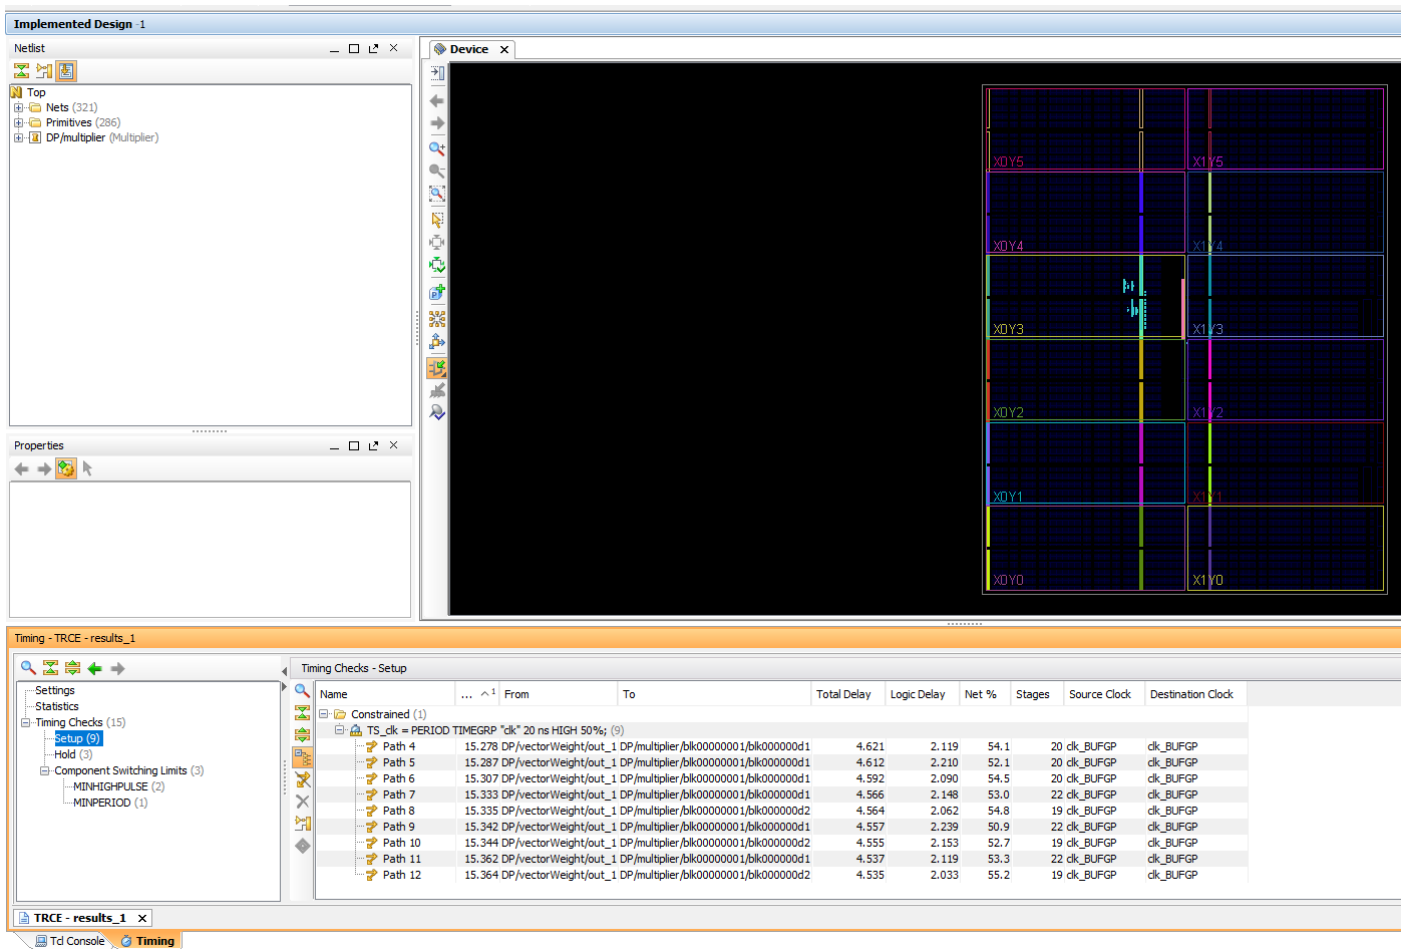 Implemented Design -1
Netlist
Top
Nets (321)
Primitives (286)
DP/multiplier (Multiplier)
Properties
Device
X0Y5
X1Y5
X0Y4
X1Y4
X0Y3
X1Y3
X0Y2
X1Y2
X0Y1
X1Y1
X0Y0
X1Y0
Timing - TRCE - results_1
Settings
Statistics
Timing Checks (15)
Setup (9)
Hold (3)
Component Switching Limits (3)
MINHIGHPULSE (2)
MINPERIOD (1)
Timing Checks - Setup
Name ... 1 From To Total Delay Logic Delay Net % Stages Source Clock Destination Clock
Constrained (1)
TS_clk = PERIOD TIMEGRP "clk" 20 ns HIGH 50%; (9)
Path 4 15.278 DP/vectorWeight/out_1 DP/multiplier/blk00000001/blk000000d1 4.621 2.119 54.1 20 clk_BUFGP clk_BUFGP
Path 5 15.287 DP/vectorWeight/out_1 DP/multiplier/blk00000001/blk000000d1 4.612 2.210 52.1 20 clk_BUFGP clk_BUFGP
Path 6 15.307 DP/vectorWeight/out_1 DP/multiplier/blk00000001/blk000000d1 4.592 2.090 54.5 20 clk_BUFGP clk_BUFGP
Path 7 15.333 DP/vectorWeight/out_1 DP/multiplier/blk00000001/blk000000d1 4.566 2.148 53.0 22 clk_BUFGP clk_BUFGP
Path 8 15.335 DP/vectorWeight/out_1 DP/multiplier/blk00000001/blk000000d2 4.564 2.062 54.8 19 clk_BUFGP clk_BUFGP
Path 9 15.342 DP/vectorWeight/out_1 DP/multiplier/blk00000001/blk000000d1 4.557 2.239 50.9 22 clk_BUFGP clk_BUFGP
Path 10 15.344 DP/vectorWeight/out_1 DP/multiplier/blk00000001/blk000000d2 4.555 2.153 52.7 19 clk_BUFGP clk_BUFGP
Path 11 15.362 DP/vectorWeight/out_1 DP/multiplier/blk00000001/blk000000d1 4.537 2.119 53.3 22 clk_BUFGP clk_BUFGP
Path 12 15.364 DP/vectorWeight/out_1 DP/multiplier/blk00000001/blk000000d2 4.535 2.033 55.2 19 clk_BUFGP clk_BUFGP
TRCE - results_1
Tcl Console
Timing